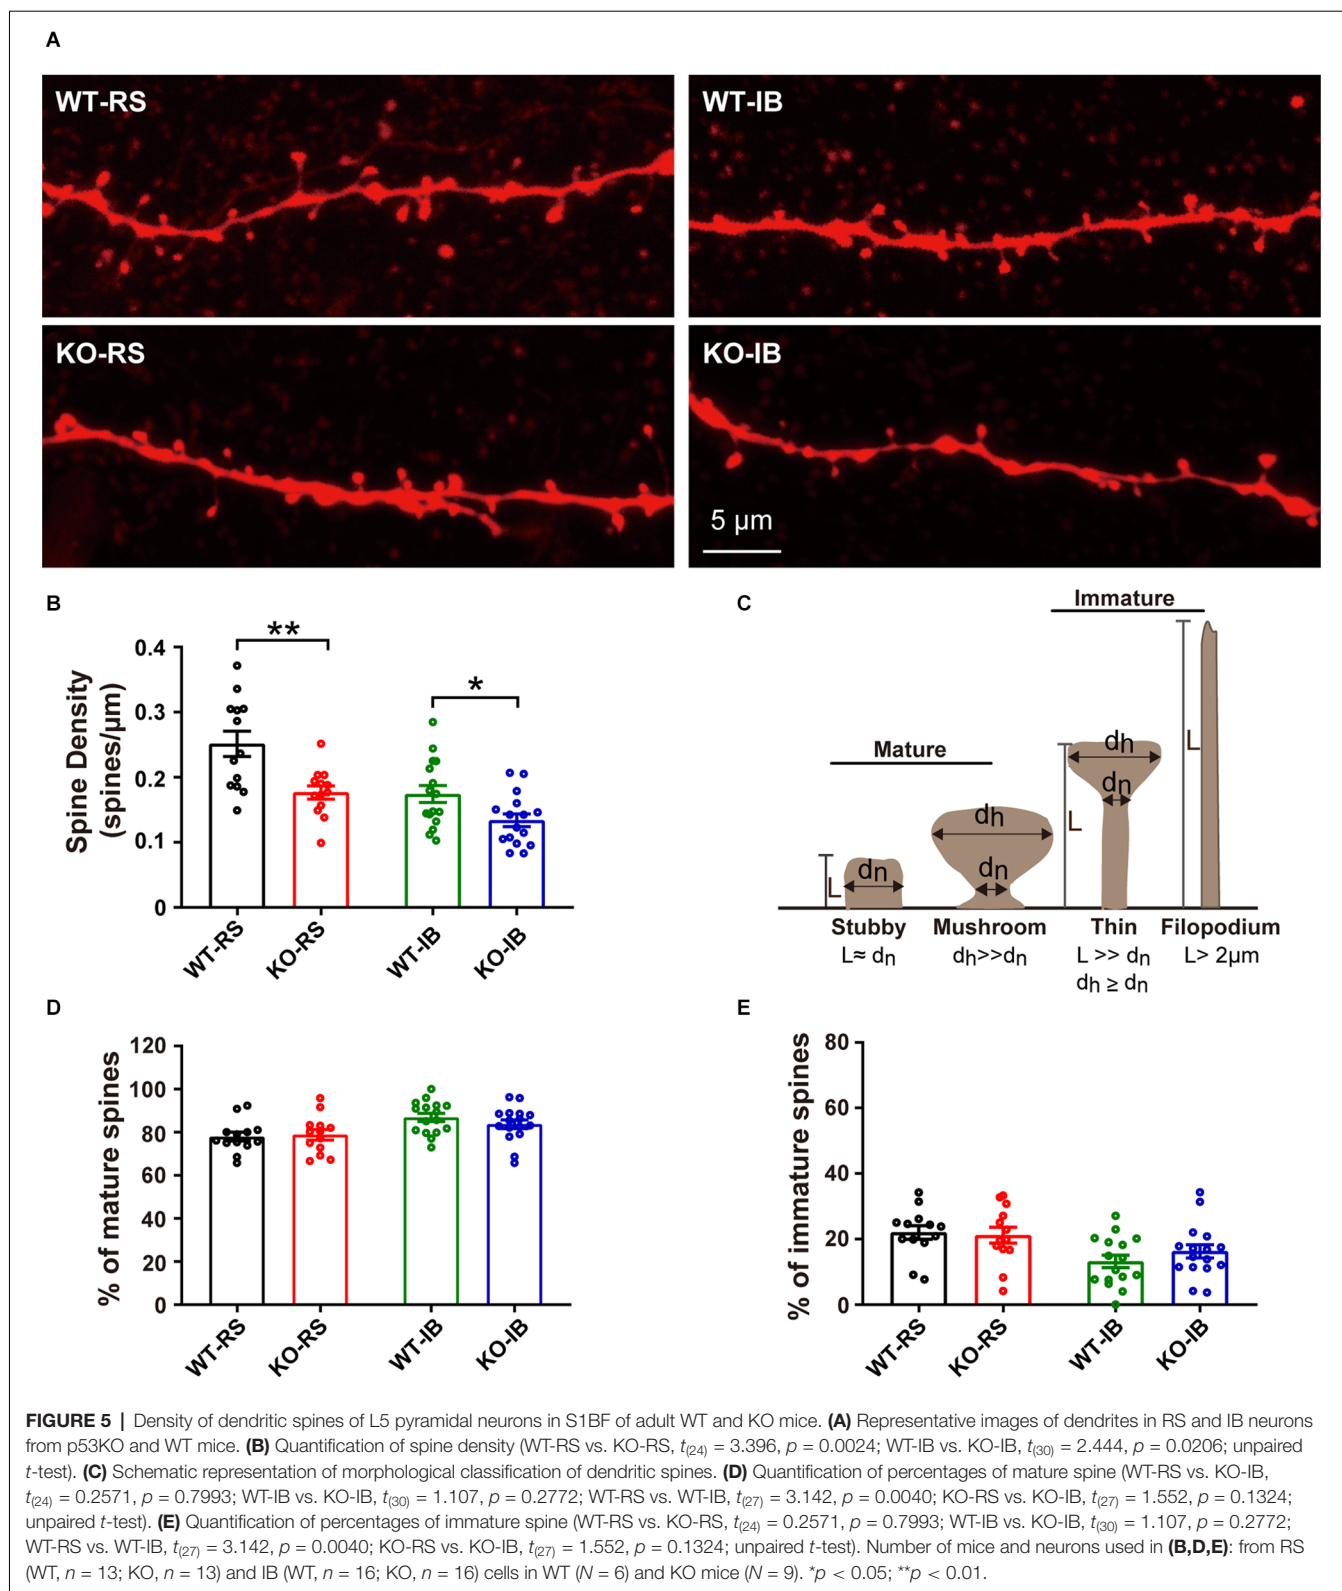 A
WT-RS
WT-IB
KO-RS
KO-IB
5 µm
B
Spine Density
(spines/µm)
0.4
0.3
0.2
0.1
0
**
*
WT-RS
KO-RS
WT-IB
KO-IB
C
Immature
Mature
L
dn
dh
dn
L
dh
dn
L
Stubby
Mushroom
Thin
Filopodium
L≈ dn
dh>>dn
L >> dn
L> 2µm
dh ≥ dn
D
% of mature spines
120
100
80
60
40
20
0
WT-RS
KO-RS
WT-IB
KO-IB
E
% of immature spines
80
60
40
20
0
WT-RS
KO-RS
WT-IB
KO-IB
FIGURE 5 | Density of dendritic spines of L5 pyramidal neurons in S1BF of adult WT and KO mice. (A) Representative images of dendrites in RS and IB neurons
from p53KO and WT mice. (B) Quantification of spine density (WT-RS vs. KO-RS, t(24) = 3.396, p = 0.0024; WT-IB vs. KO-IB, t(30) = 2.444, p = 0.0206; unpaired
t-test). (C) Schematic representation of morphological classification of dendritic spines. (D) Quantification of percentages of mature spine (WT-RS vs. KO-IB,
t(24) = 0.2571, p = 0.7993; WT-IB vs. KO-IB, t(30) = 1.107, p = 0.2772; WT-RS vs. WT-IB, t(27) = 3.142, p = 0.0040; KO-RS vs. KO-IB, t(27) = 1.552, p = 0.1324;
unpaired t-test). (E) Quantification of percentages of immature spine (WT-RS vs. KO-RS, t(24) = 0.2571, p = 0.7993; WT-IB vs. KO-IB, t(30) = 1.107, p = 0.2772;
WT-RS vs. WT-IB, t(27) = 3.142, p = 0.0040; KO-RS vs. KO-IB, t(27) = 1.552, p = 0.1324; unpaired t-test). Number of mice and neurons used in (B,D,E): from RS
(WT, n = 13; KO, n = 13) and IB (WT, n = 16; KO, n = 16) cells in WT (N = 6) and KO mice (N = 9). *p < 0.05; **p < 0.01.